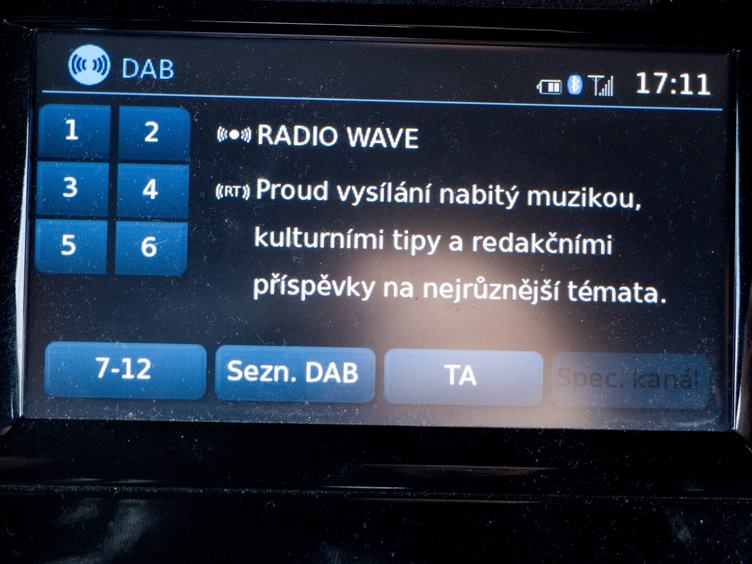 DAB
17:11
1 2
RADIO WAVE
3 4
(RT) Proud vysílání nabitý muzikou,
5 6
kulturními tipy a redakčními
příspěvky na nejrůznější témata.
7-12 Sezn. DAB TA Spec. kanál